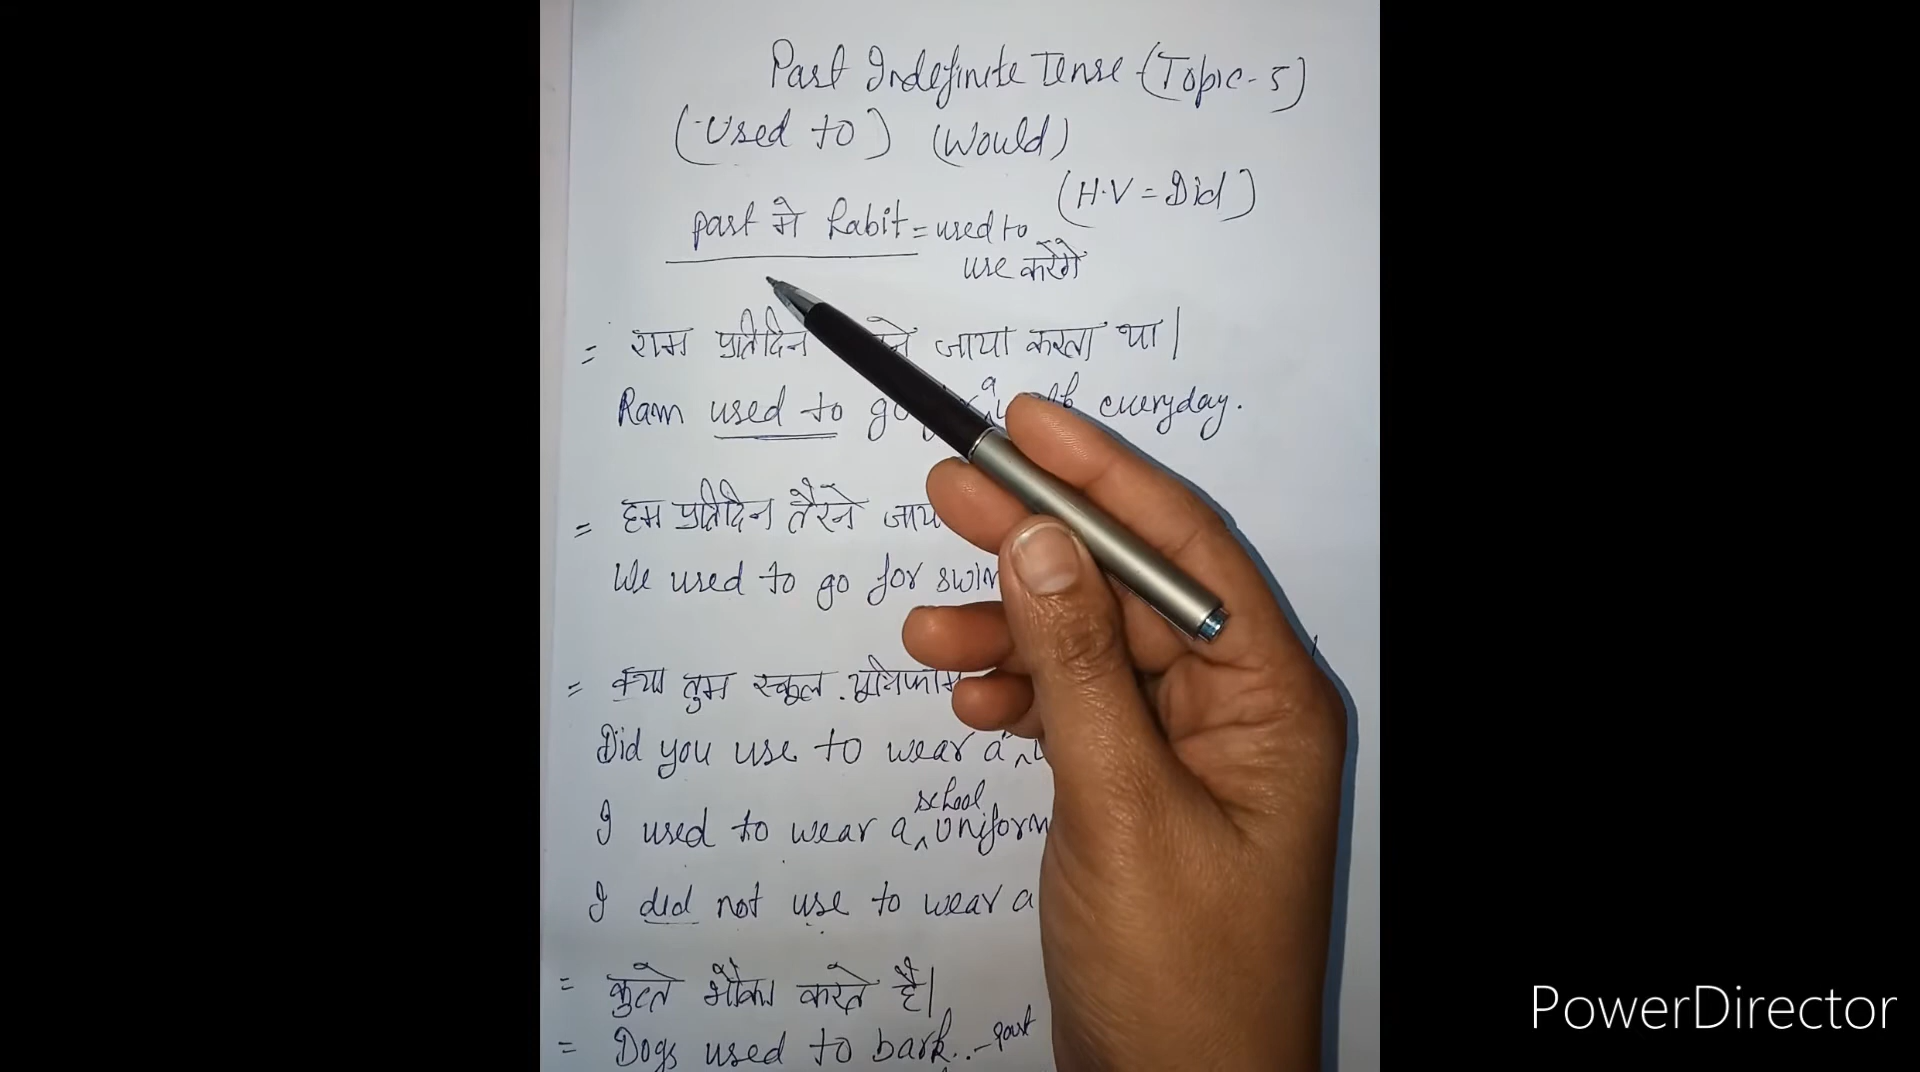 Past Indefinite Tense (Topic-5)
(Used to) (Would)
(H.V = Did)
past मे habit = used to
use करेंगे
= राम प्रतिदिन जाया करता था|
Ram used to go a everyday.
= हम प्रतिदिन तैरने
We used to go for
= क्या तुम स्कूल
Did you use to wear a
school
I used to wear a uniform
I did not use to wear a
= कुत्ते भौंका करते है|
= Dogs used to bark.. - past
PowerDirector